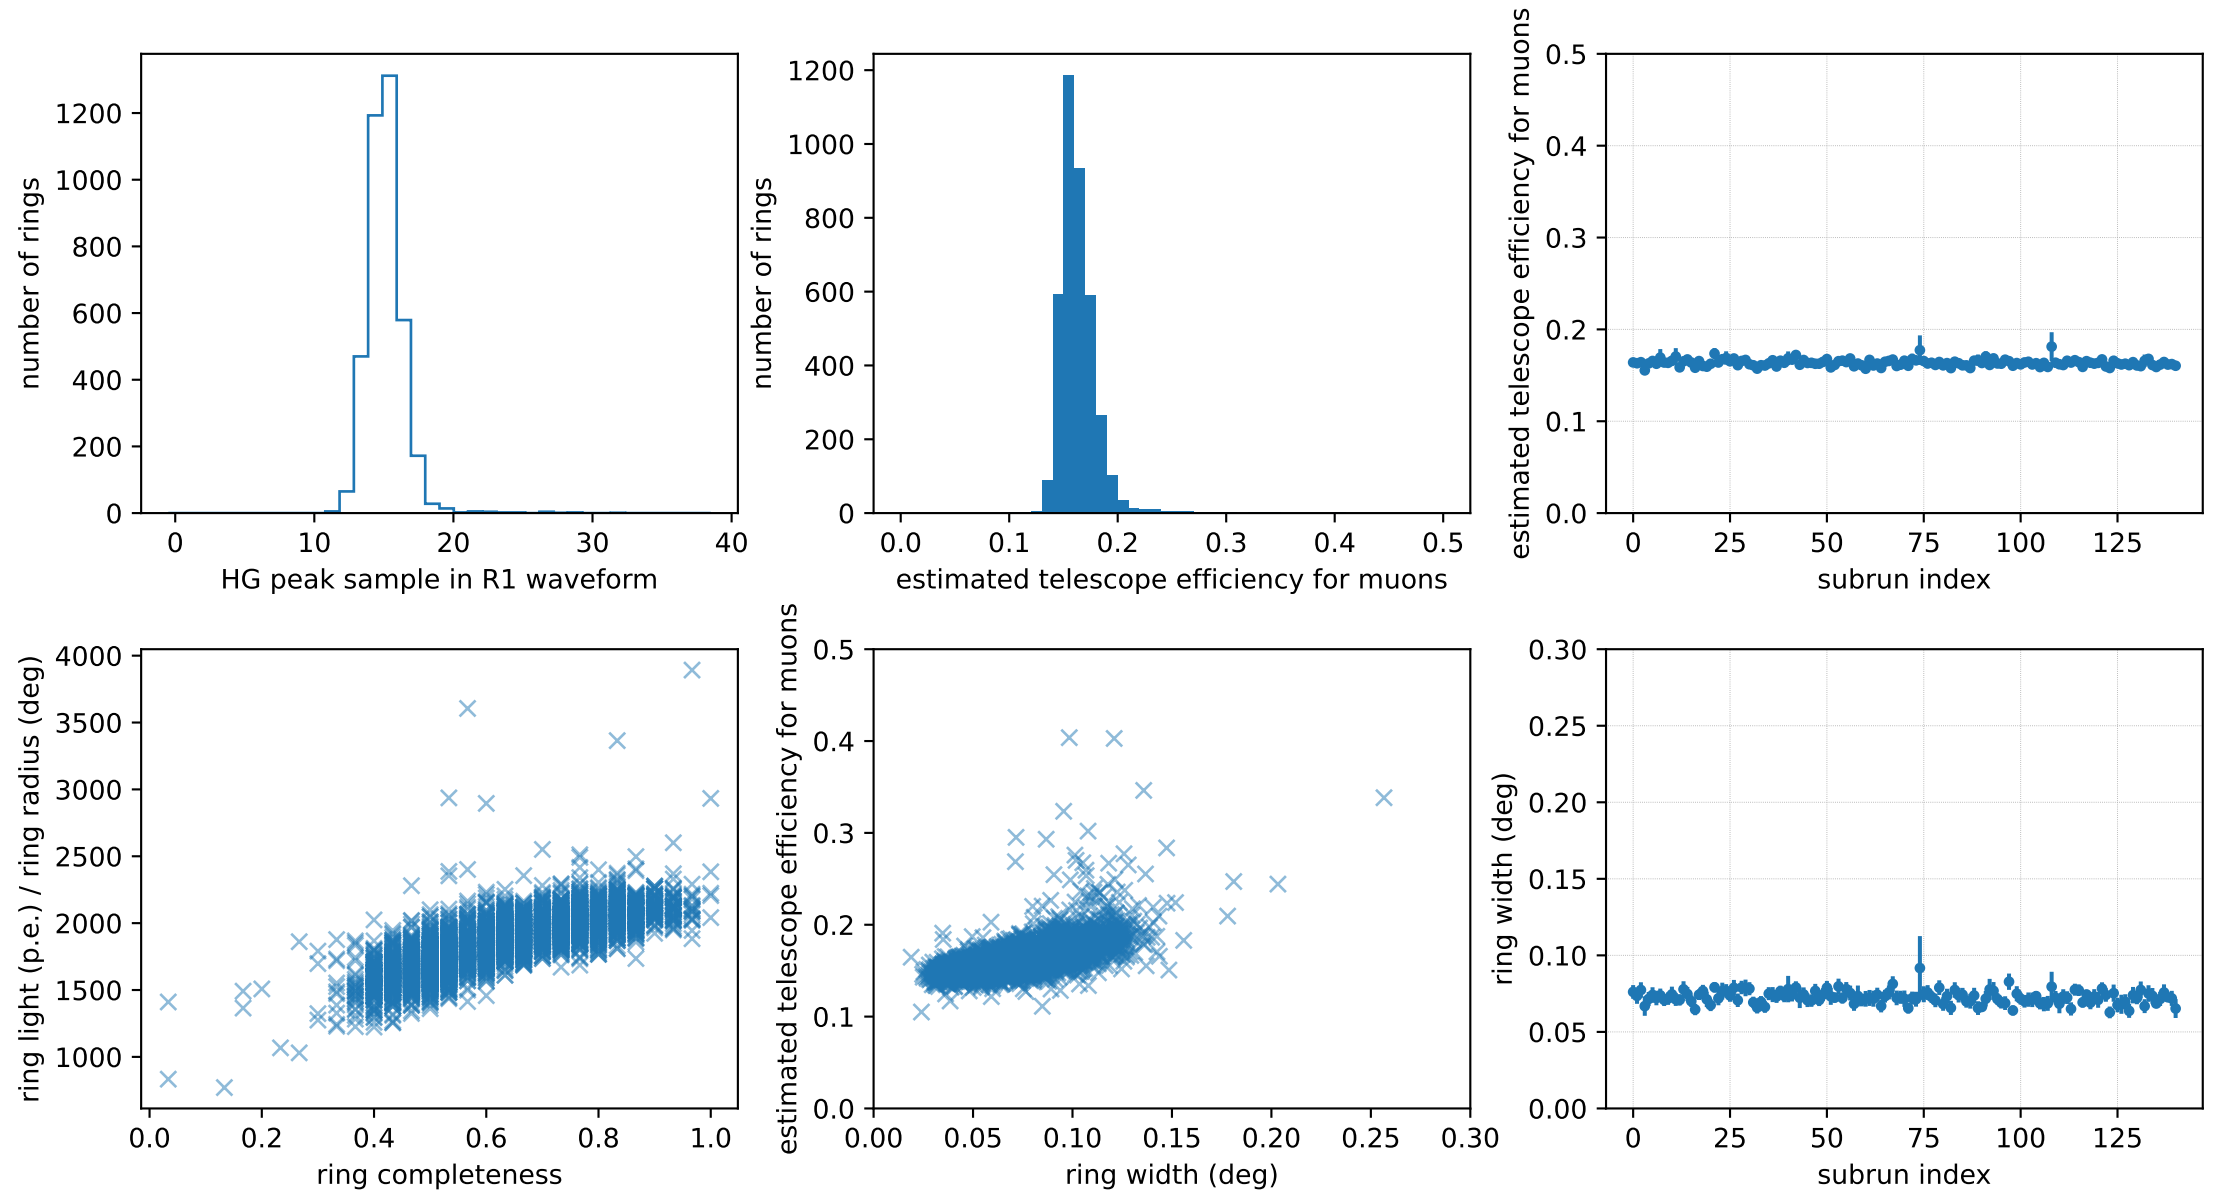 number of rings
1200
1000
800
600
400
200
0
0 10 20 30 40
HG peak sample in R1 waveform
number of rings
1200
1000
800
600
400
200
0
0.0 0.1 0.2 0.3 0.4 0.5
estimated telescope efficiency for muons
estimated telescope efficiency for muons
0.5
0.4
0.3
0.2
0.1
0.0
0 25 50 75 100 125
subrun index
ring light (p.e.) / ring radius (deg)
4000
3500
3000
2500
2000
1500
1000
0.0 0.2 0.4 0.6 0.8 1.0
ring completeness
estimated telescope efficiency for muons
0.5
0.4
0.3
0.2
0.1
0.0
0.00 0.05 0.10 0.15 0.20 0.25 0.30
ring width (deg)
ring width (deg)
0.30
0.25
0.20
0.15
0.10
0.05
0.00
0 25 50 75 100 125
subrun index